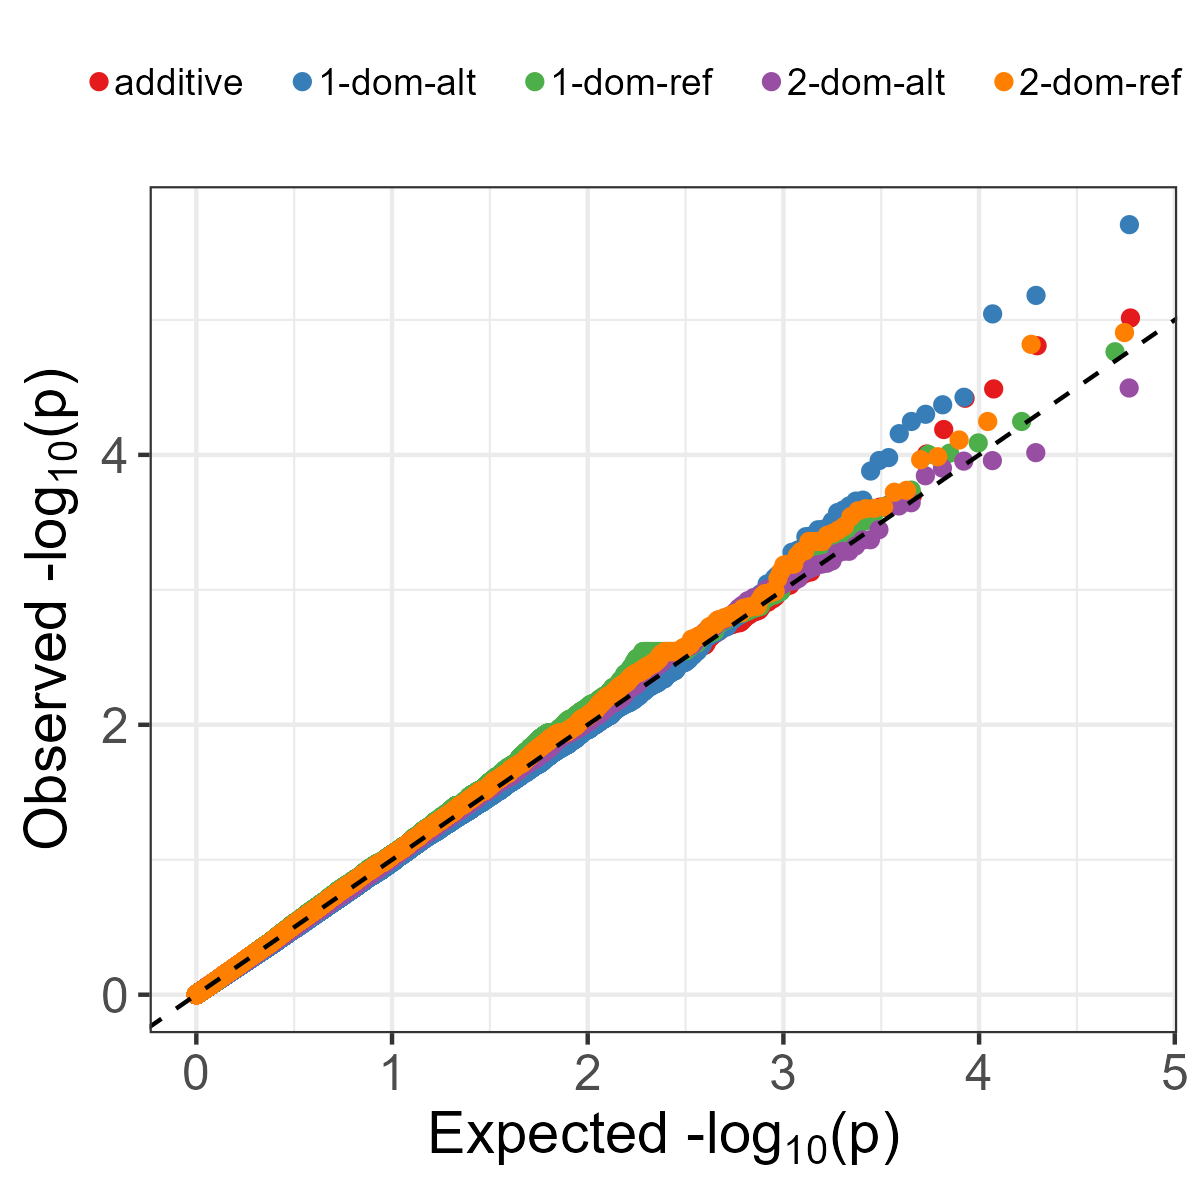 additive 1-dom-alt 1-dom-ref 2-dom-alt 2-dom-ref
Observed -log₁₀(p)
4
2
0
0 1 2 3 4 5
Expected -log₁₀(p)